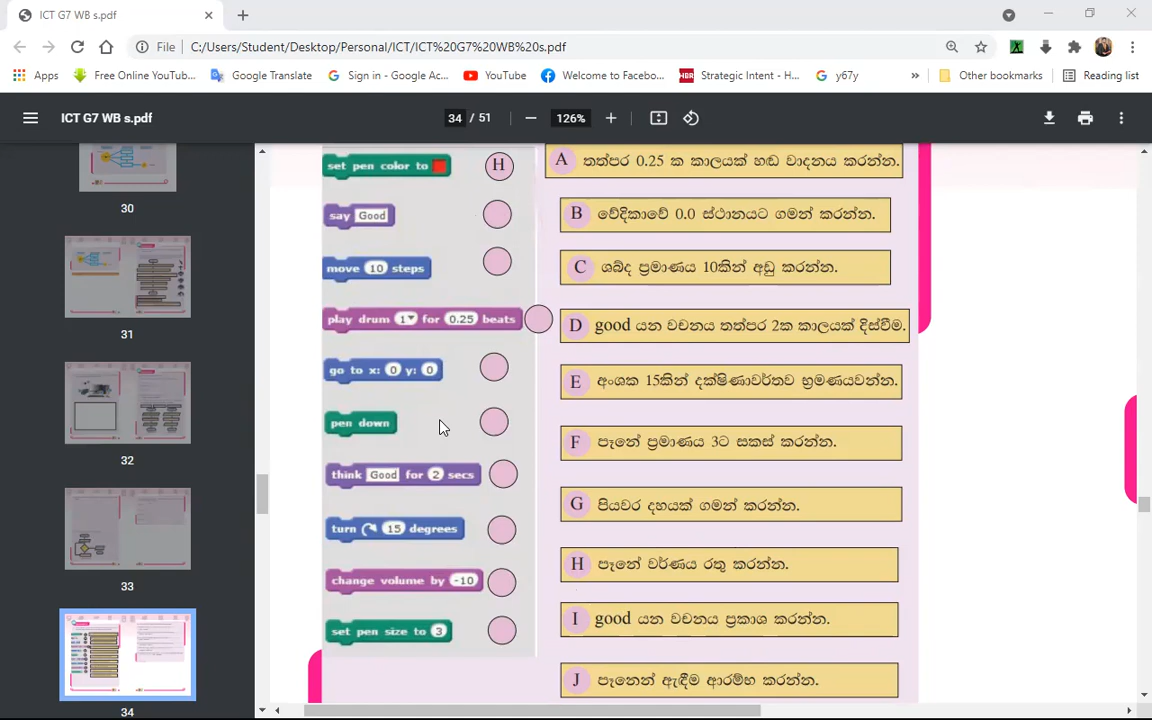 ICT G7 WB s.pdf
File C:/Users/Student/Desktop/Personal/ICT/ICT%20G7%20WB%20s.pdf
Apps Free Online YouTub... Google Translate Sign in - Google Ac... YouTube Welcome to Facebo... HBR Strategic Intent - H... y67y » Other bookmarks Reading list
ICT G7 WB s.pdf 34 / 51 126%
30
31
32
33
34
set pen color to H
say Good
move 10 steps
play drum 1 for 0.25 beats
go to x: 0 y: 0
pen down
think Good for 2 secs
turn 15 degrees
change volume by -10
set pen size to 3
A තත්පර 0.25 ක කාලයක් හඬ වාදනය කරන්න.
B වේදිකාවේ 0.0 ස්ථානයට ගමන් කරන්න.
C ශබ්ද ප්‍රමාණය 10කින් අඩු කරන්න.
D good යන වචනය තත්පර 2ක කාලයක් දිස්වීම.
E අංශක 15කින් දක්ෂිණාවර්තව භ්‍රමණයවන්න.
F පෑනේ ප්‍රමාණය 3ට සකස් කරන්න.
G පියවර දහයක් ගමන් කරන්න.
H පෑනේ වර්ණය රතු කරන්න.
I good යන වචනය ප්‍රකාශ කරන්න.
J පෑනෙන් ඇඳීම ආරම්භ කරන්න.